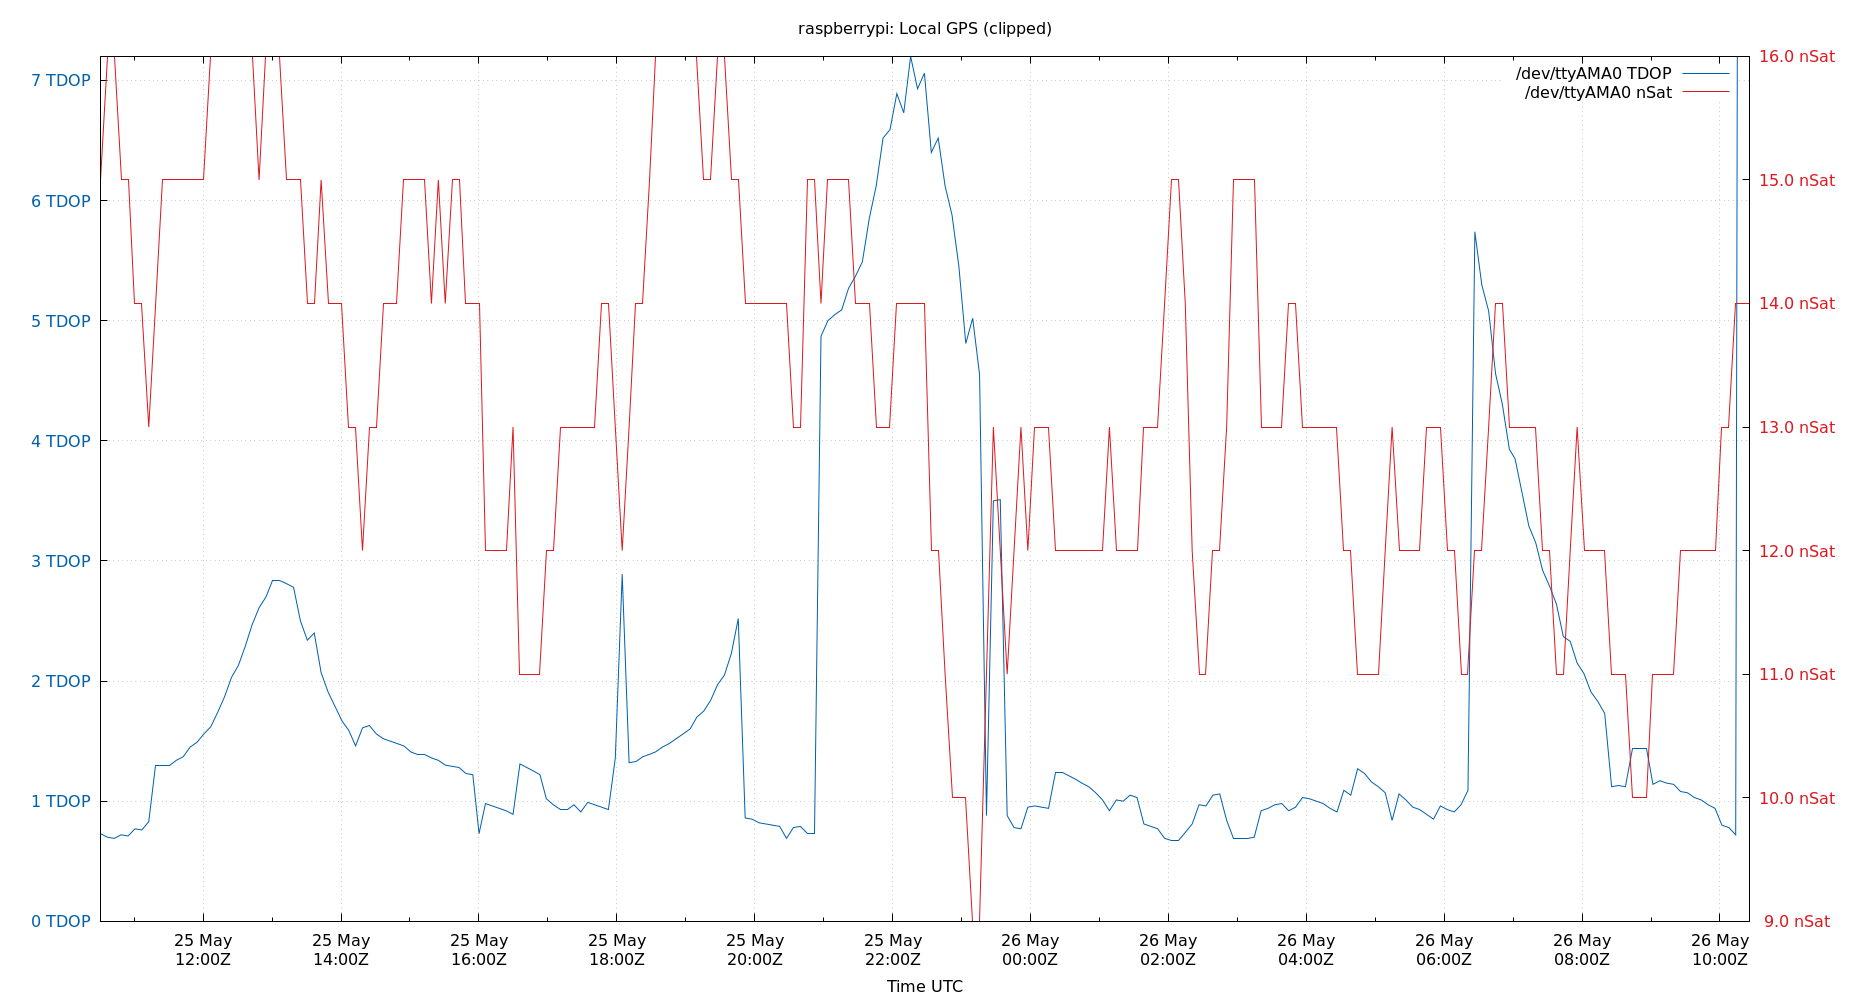 raspberrypi: Local GPS (clipped)
/dev/ttyAMA0 TDOP
/dev/ttyAMA0 nSat
7 TDOP
6 TDOP
5 TDOP
4 TDOP
3 TDOP
2 TDOP
1 TDOP
0 TDOP
16.0 nSat
15.0 nSat
14.0 nSat
13.0 nSat
12.0 nSat
11.0 nSat
10.0 nSat
9.0 nSat
25 May 25 May 25 May 25 May 25 May 25 May 26 May 26 May 26 May 26 May 26 May 26 May
12:00Z 14:00Z 16:00Z 18:00Z 20:00Z 22:00Z 00:00Z 02:00Z 04:00Z 06:00Z 08:00Z 10:00Z
Time UTC